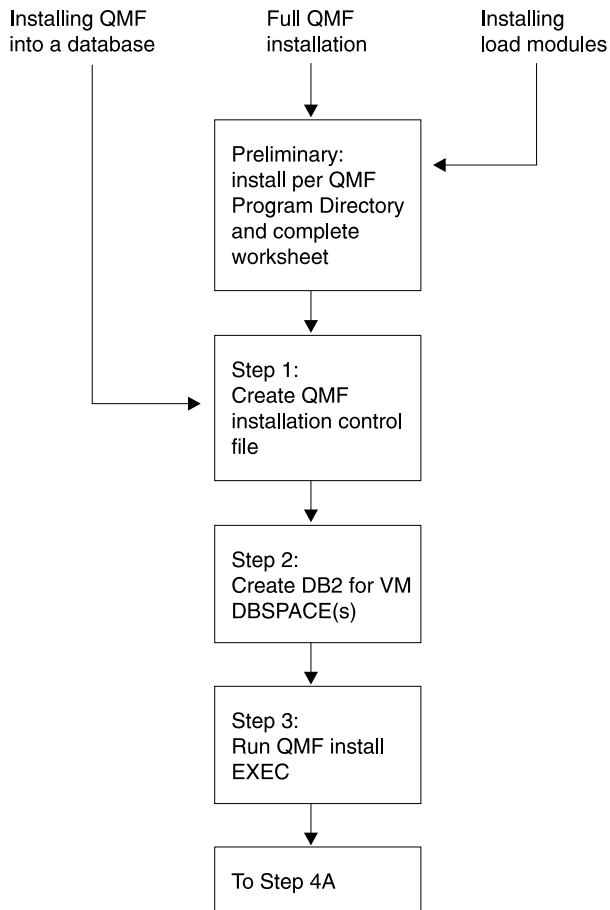 Installing QMF
into a database
Full QMF
installation
Installing
load modules
Preliminary:
install per QMF
Program Directory
and complete
worksheet
Step 1:
Create QMF
installation control
file
Step 2:
Create DB2 for VM
DBSPACE(s)
Step 3:
Run QMF install
EXEC
To Step 4A